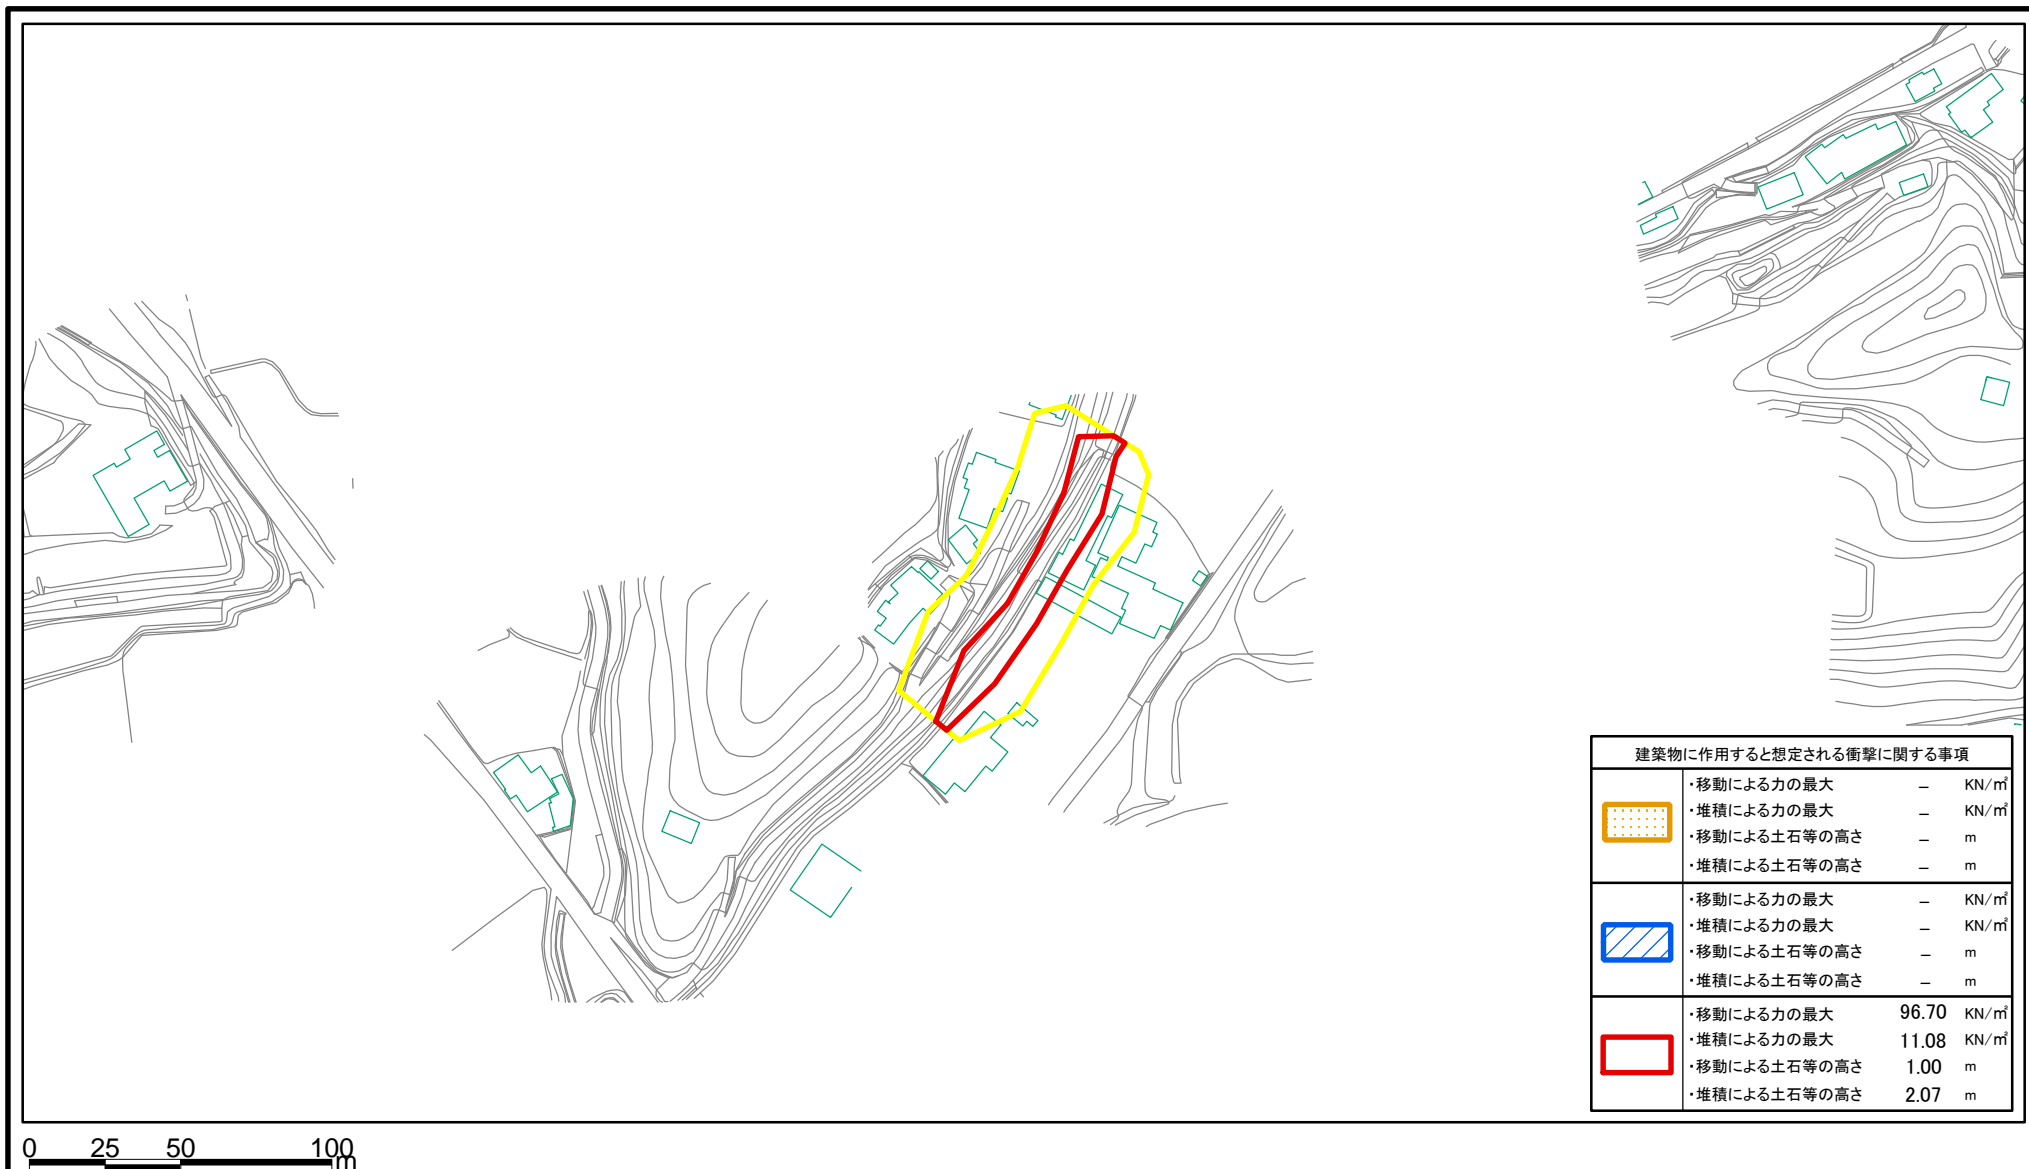 建築物に作用すると想定される衝撃に関する事項
・移動による力の最大 － KN/㎡
・堆積による力の最大 － KN/㎡
・移動による土石等の高さ － m
・堆積による土石等の高さ － m
・移動による力の最大 － KN/㎡
・堆積による力の最大 － KN/㎡
・移動による土石等の高さ － m
・堆積による土石等の高さ － m
・移動による力の最大 96.70 KN/㎡
・堆積による力の最大 11.08 KN/㎡
・移動による土石等の高さ 1.00 m
・堆積による土石等の高さ 2.07 m
0 25 50 100
m